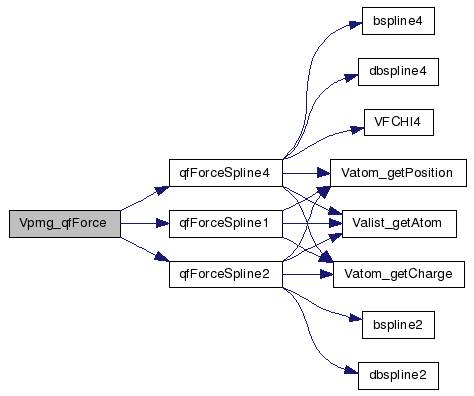 Vpmg_qfForce
qfForceSpline4
qfForceSpline1
qfForceSpline2
bspline4
dbspline4
VFCHI4
Vatom_getPosition
Valist_getAtom
Vatom_getCharge
bspline2
dbspline2